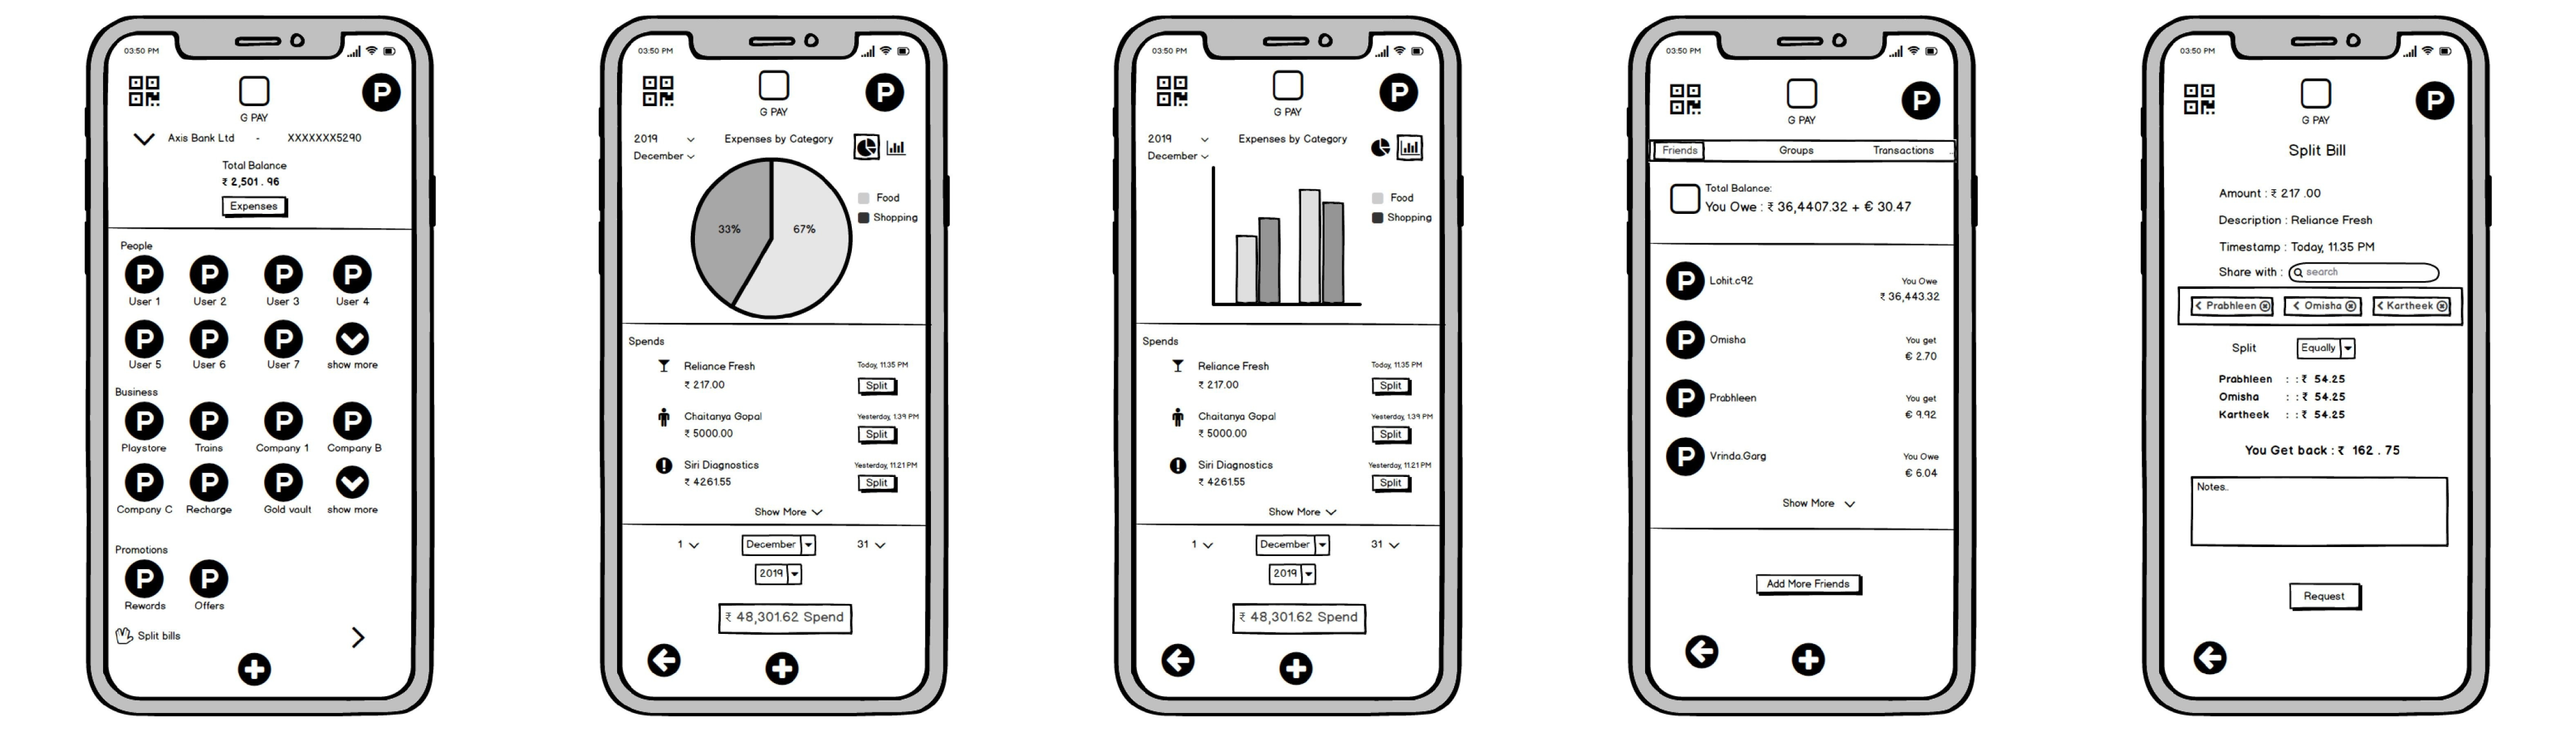 03:50 PM
G PAY
P
Axis Bank Ltd - XXXXXXX5290
Total Balance
₹ 2,501. 96
Expenses
People
P P P P
User 1 User 2 User 3 User 4
P P P
User 5 User 6 User 7 show more
Business
P P P P
Playstore Trains Company 1 Company B
P P P
Company C Recharge Gold vault show more
Promotions
P P
Rewards Offers
Split bills
03:50 PM
G PAY
P
2019 Expenses by Category
December
Food
Shopping
33% 67%
Spends
Reliance Fresh Today, 11:35 PM
₹ 217.00 Split
Chaitanya Gopal Yesterday, 1:39 PM
₹ 5000.00 Split
Siri Diagnostics Yesterday, 11:21 PM
₹ 4261.55 Split
Show More
1 December 31
2019
₹ 48,301.62 Spend
03:50 PM
G PAY
P
2019 Expenses by Category
December
Food
Shopping
Spends
Reliance Fresh Today, 11:35 PM
₹ 217.00 Split
Chaitanya Gopal Yesterday, 1:39 PM
₹ 5000.00 Split
Siri Diagnostics Yesterday, 11:21 PM
₹ 4261.55 Split
Show More
1 December 31
2019
₹ 48,301.62 Spend
03:50 PM
G PAY
P
Friends Groups Transactions
Total Balance:
You Owe : ₹ 36,4407.32 + € 30.47
P Lohit.c92 You Owe
₹ 36,443.32
P Omisha You get
€ 2.70
P Prabhleen You get
€ 9.92
P Vrinda.Garg You Owe
€ 6.04
Show More
Add More Friends
03:50 PM
G PAY
P
Split Bill
Amount : ₹ 217 .00
Description : Reliance Fresh
Timestamp : Today, 11.35 PM
Share with : search
Prabhleen Omisha Kartheek
Split Equally
Prabhleen : : ₹ 54.25
Omisha : : ₹ 54.25
Kartheek : : ₹ 54.25
You Get back : ₹ 162 . 75
Notes..
Request